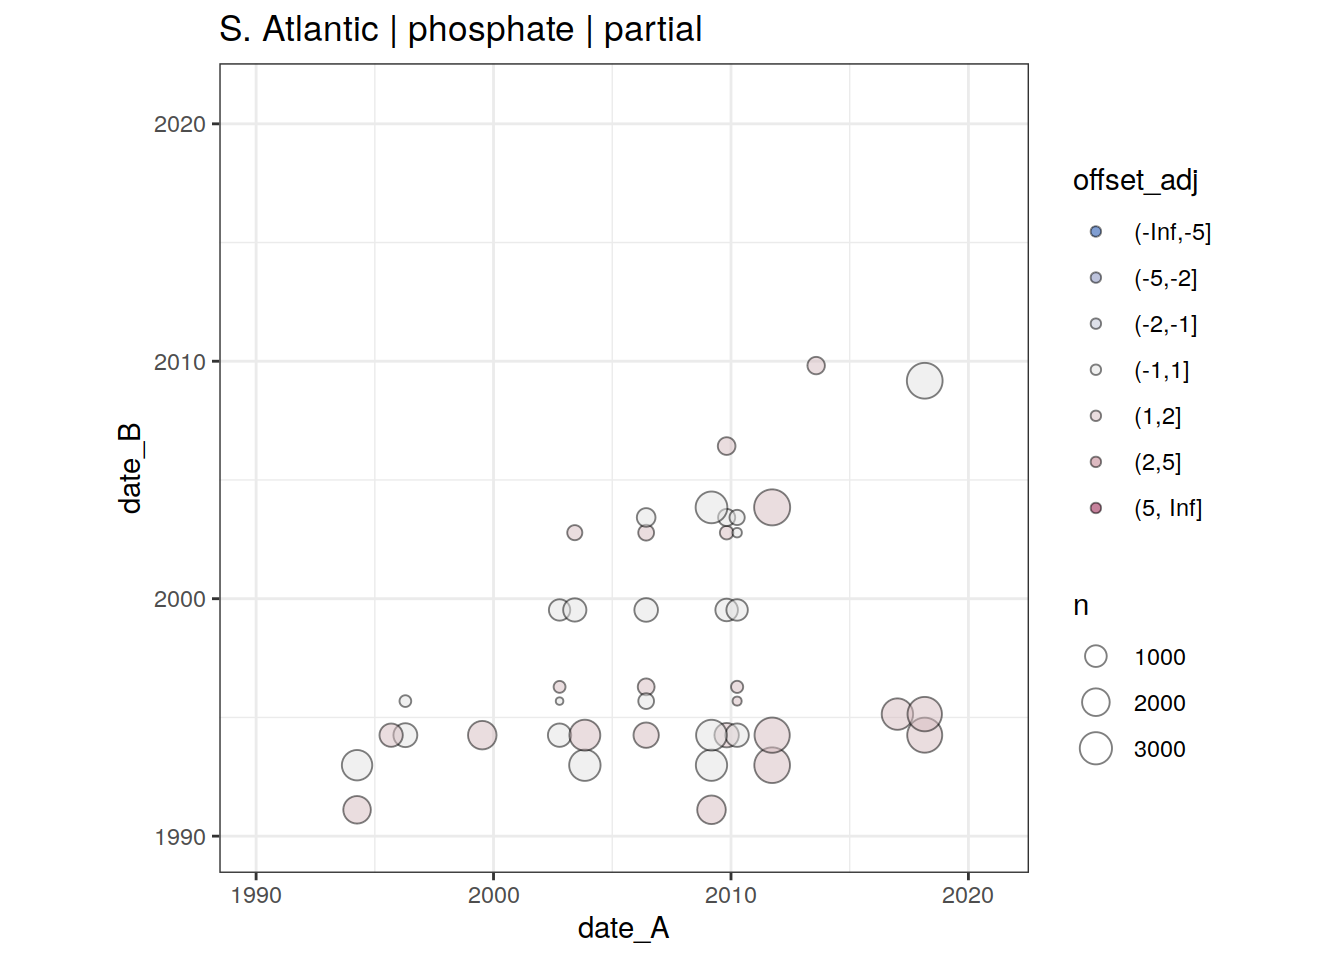 S. Atlantic | phosphate | partial
2020
2010
2000
1990
date_B
1990 2000 2010 2020
date_A
offset_adj
(-Inf,-5]
(-5,-2]
(-2,-1]
(-1,1]
(1,2]
(2,5]
(5, Inf]
n
1000
2000
3000